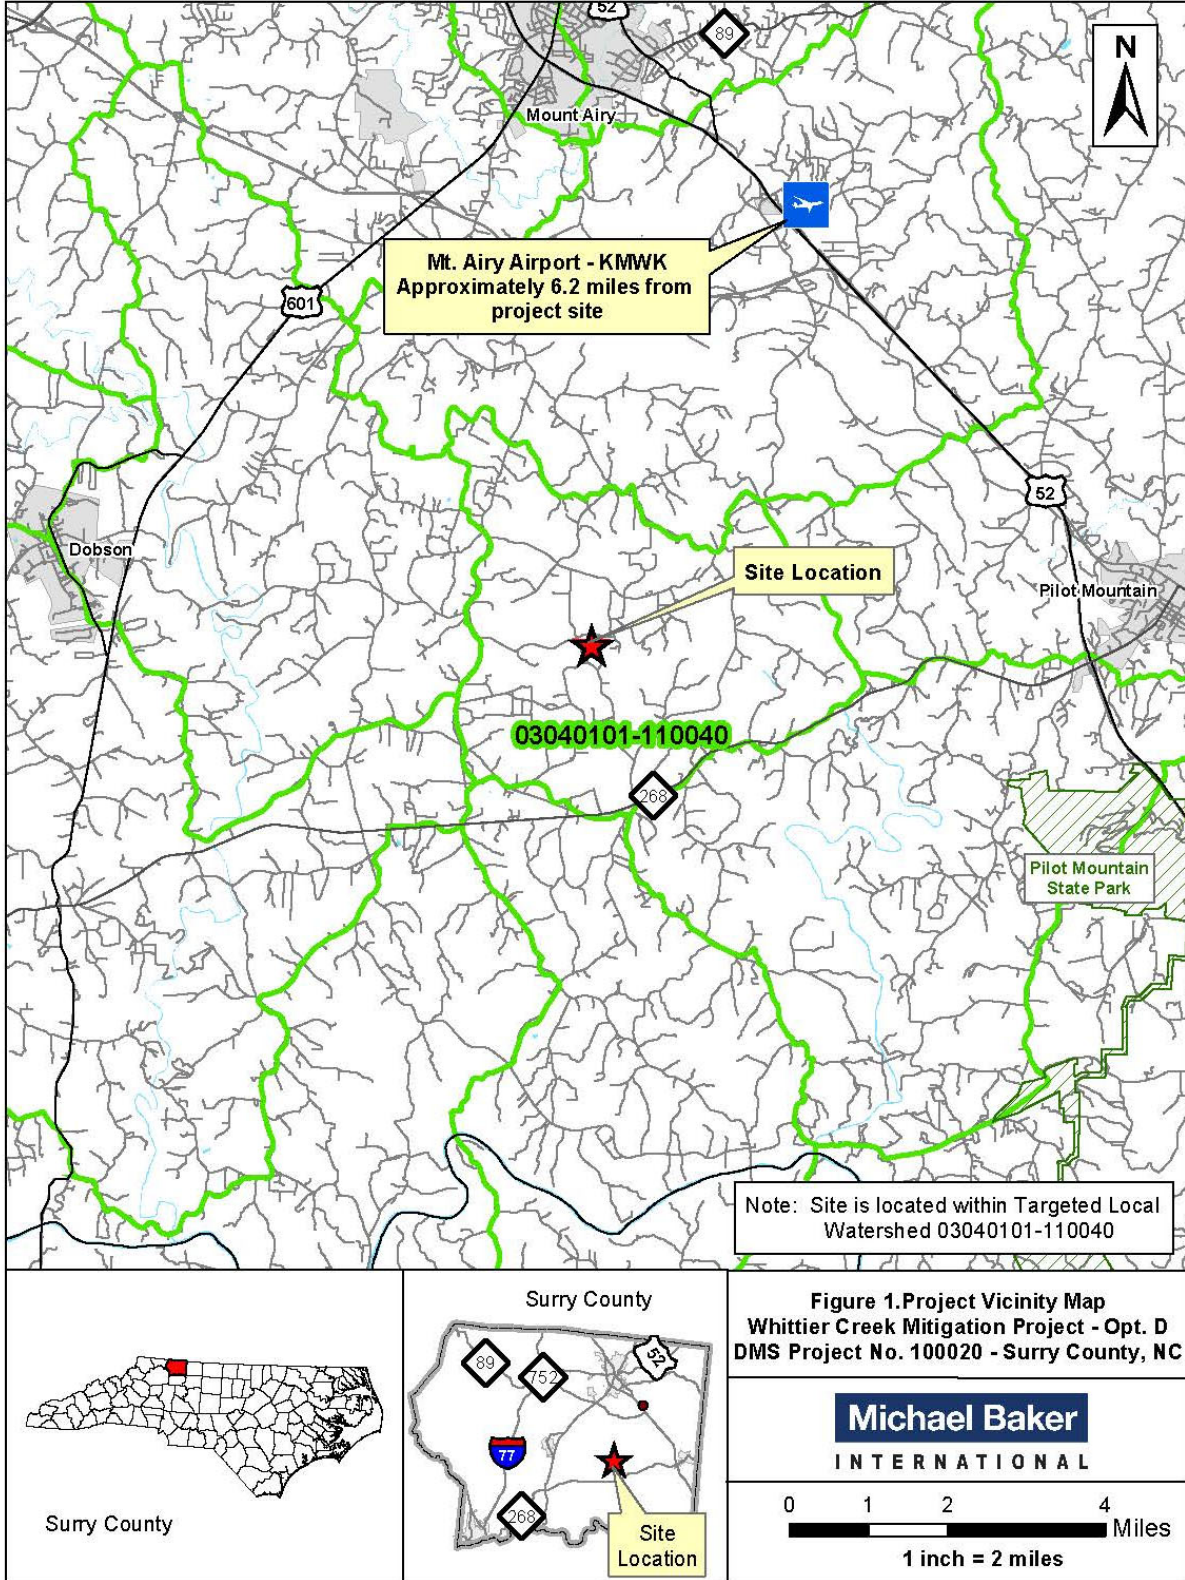 52
89
N
Mount Airy
Mt. Airy Airport - KMWK
Approximately 6.2 miles from
project site
601
52
Dobson
Site Location
Pilot Mountain
03040101-110040
268
Pilot Mountain
State Park
Note: Site is located within Targeted Local
Watershed 03040101-110040
Surry County
Surry County
89
752
52
77
268
Site
Location
Figure 1.Project Vicinity Map
Whittier Creek Mitigation Project - Opt. D
DMS Project No. 100020 - Surry County, NC
Michael Baker
INTERNATIONAL
0 1 2 4
Miles
1 inch = 2 miles